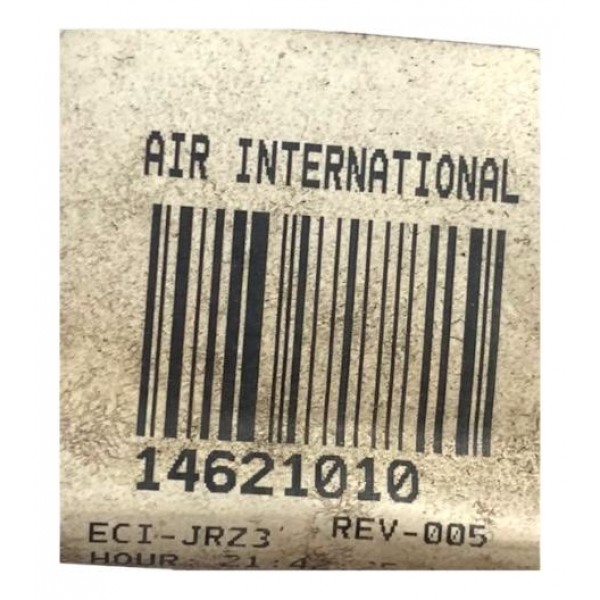 AIR INTERNATIONAL
14621010
ECI-JRZ3 REV-005
HOUR